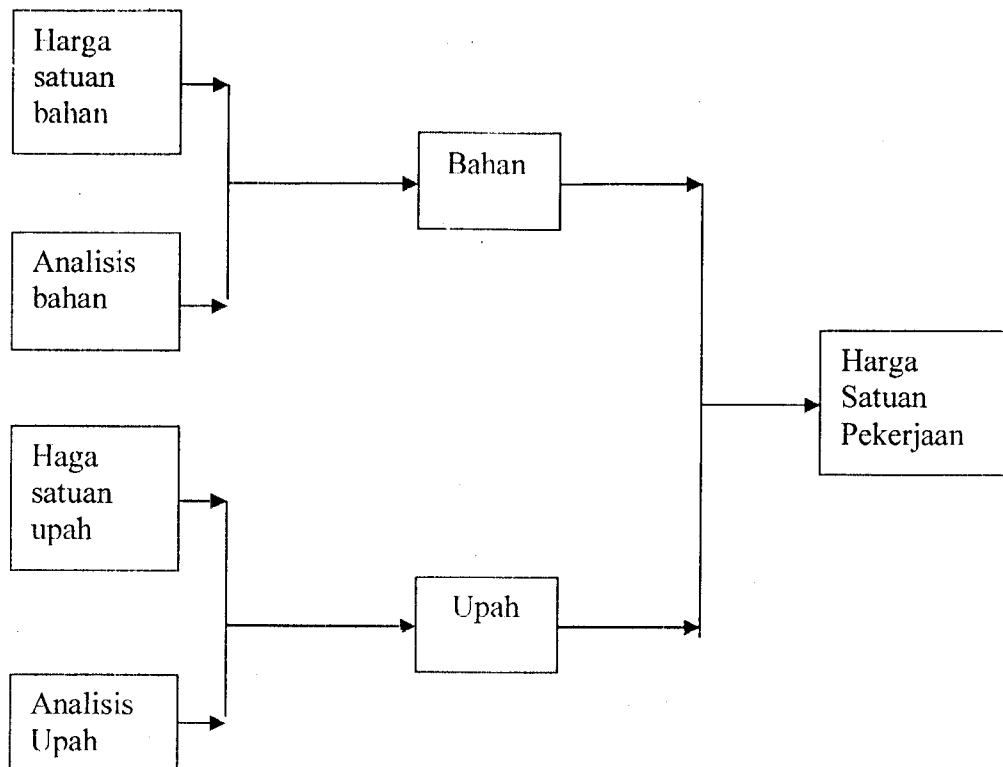 Harga
satuan
bahan
Analisis
bahan
Bahan
Haga
satuan
upah
Analisis
Upah
Upah
Harga
Satuan
Pekerjaan